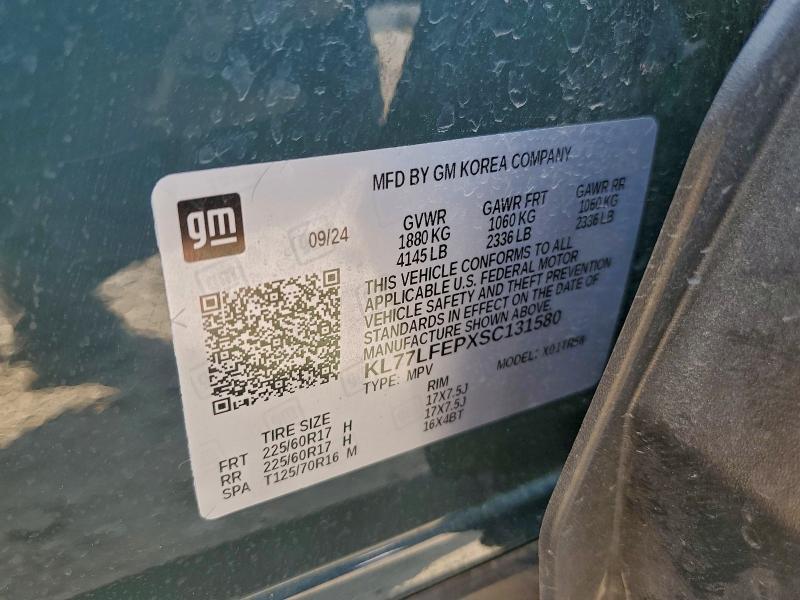 MFD BY GM KOREA COMPANY
gm
09/24
GVWR GAWR FRT GAWR RR
1880 KG 1060 KG 1060 KG
4145 LB 2336 LB 2336 LB
THIS VEHICLE CONFORMS TO ALL
APPLICABLE U.S. FEDERAL MOTOR
VEHICLE SAFETY AND THEFT PREVENTION
STANDARDS IN EFFECT ON THE DATE OF
MANUFACTURE SHOWN ABOVE.
KL77LFEPXSC131580
TYPE: MPV MODEL:
TIRE SIZE RIM
FRT 225/60R17 H 17X7.5J
RR 225/60R17 H 17X7.5J
SPA T125/70R16 M 16X4BT